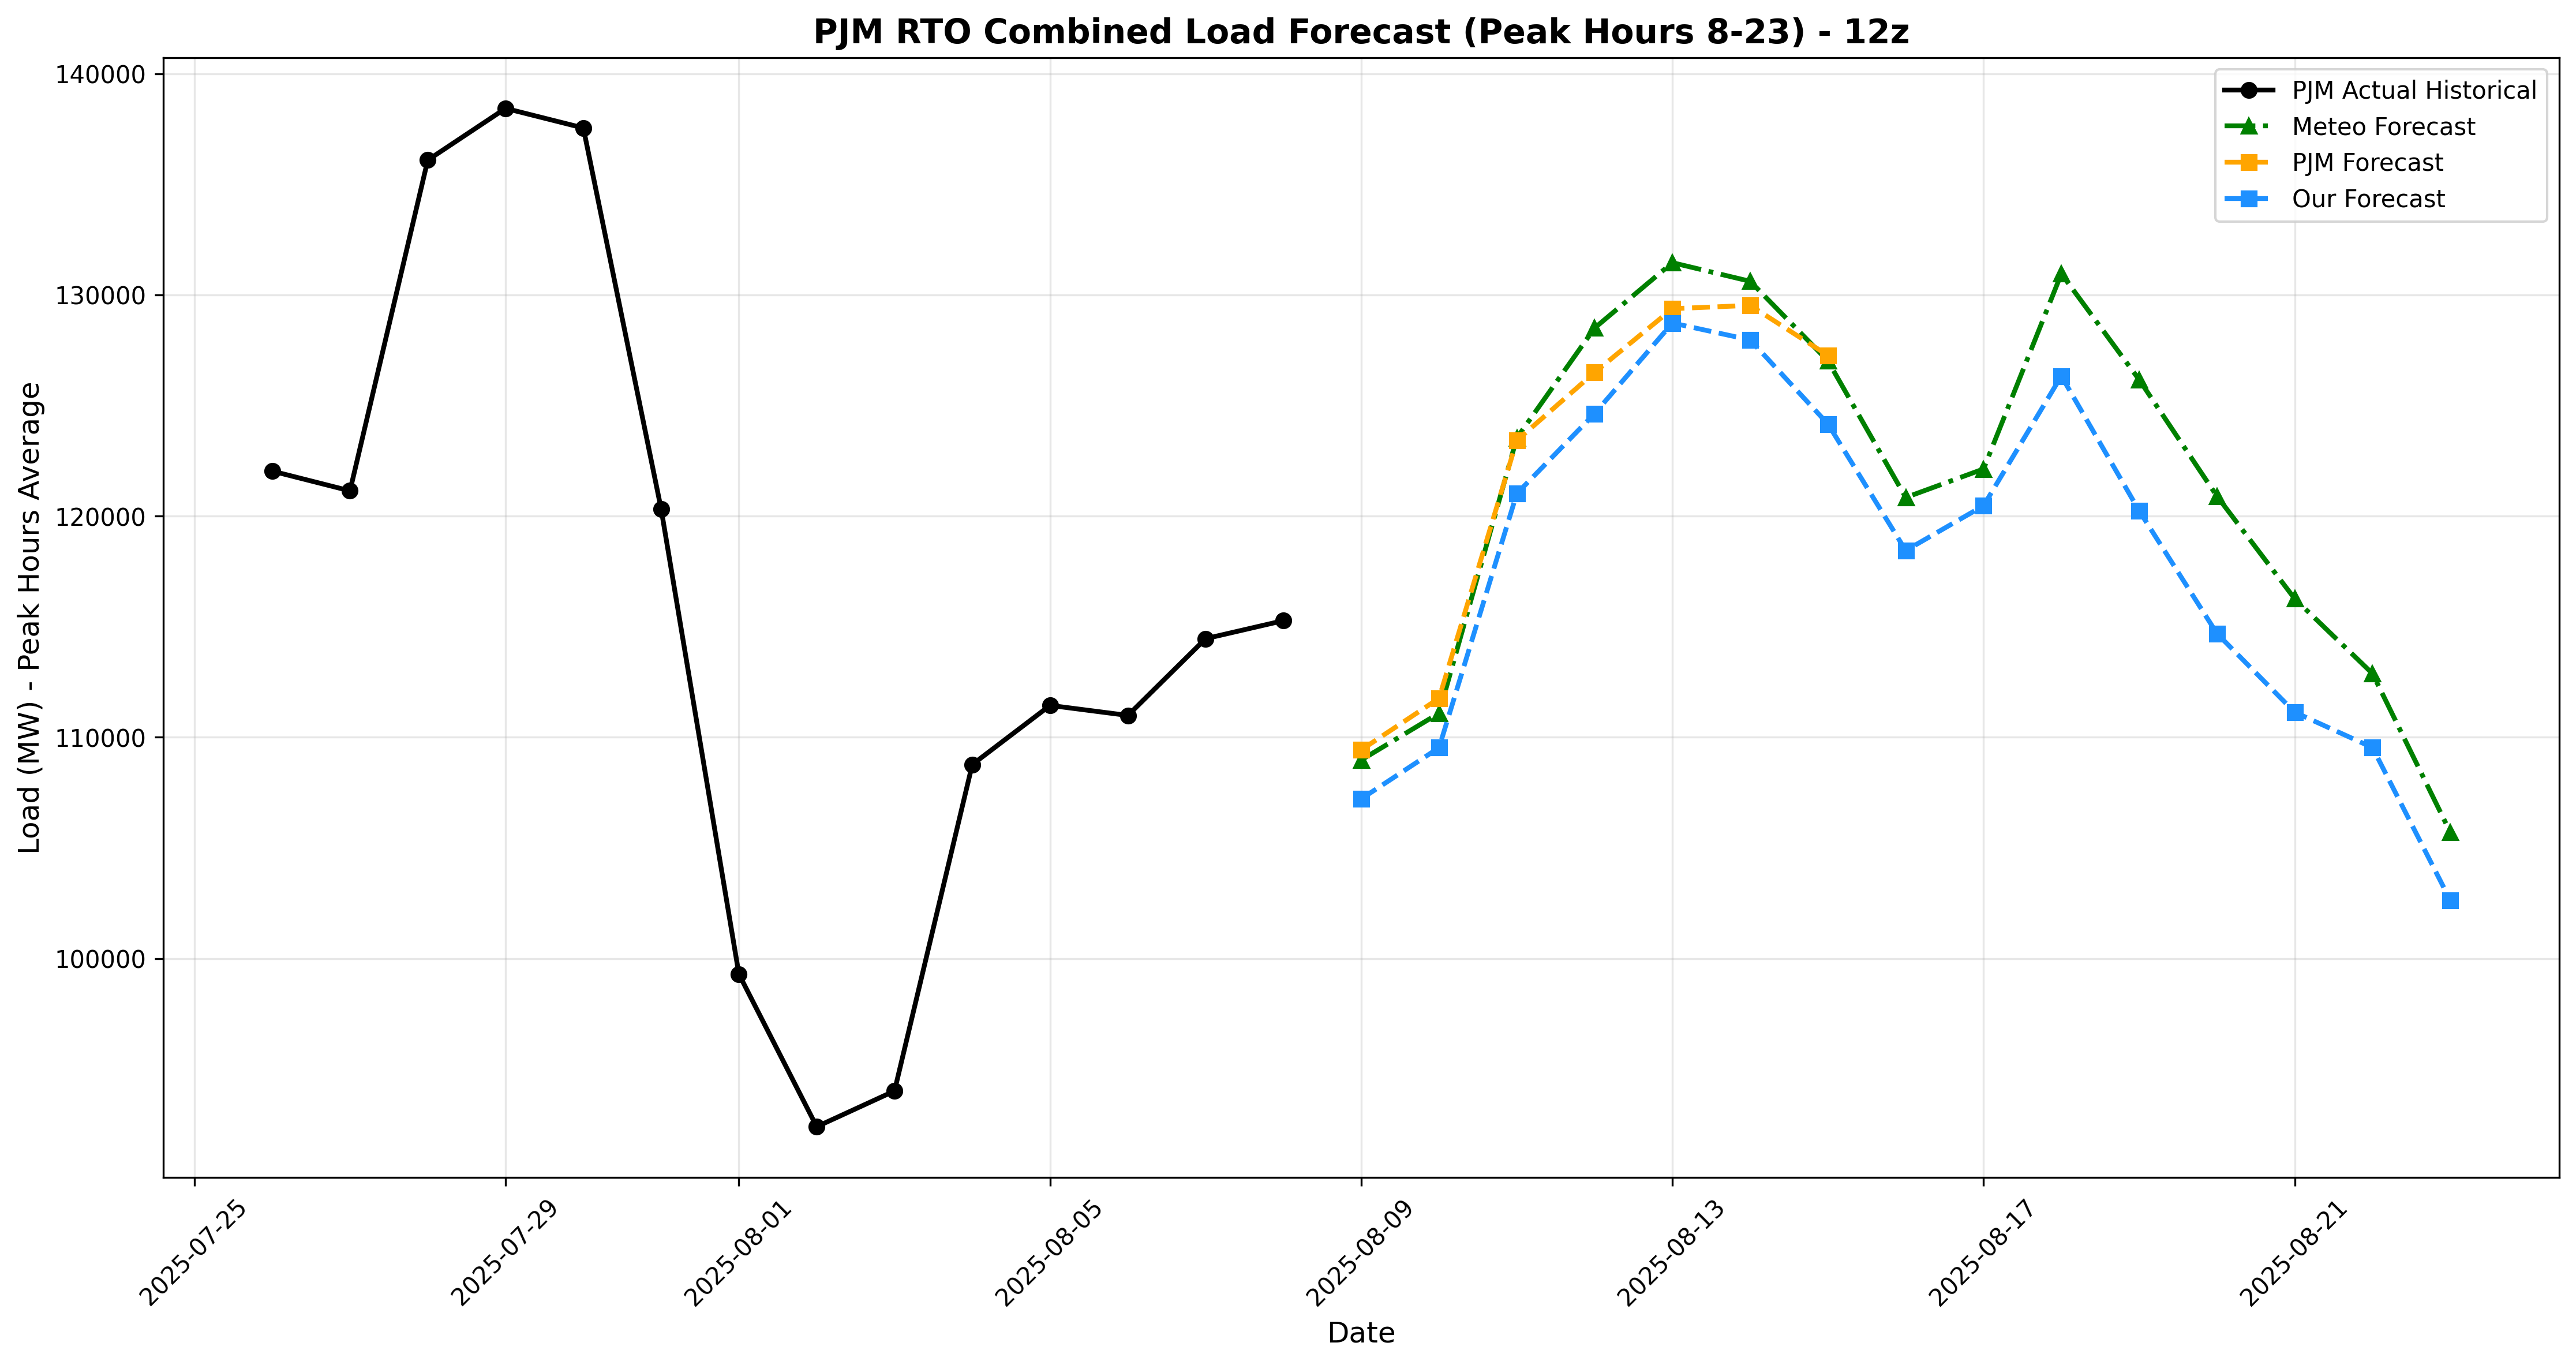 PJM RTO Combined Load Forecast (Peak Hours 8-23) - 12z
140000
130000
120000
110000
100000
Load (MW) - Peak Hours Average
PJM Actual Historical
Meteo Forecast
PJM Forecast
Our Forecast
2025-07-25
2025-07-29
2025-08-01
2025-08-05
2025-08-09
2025-08-13
2025-08-17
2025-08-21
Date